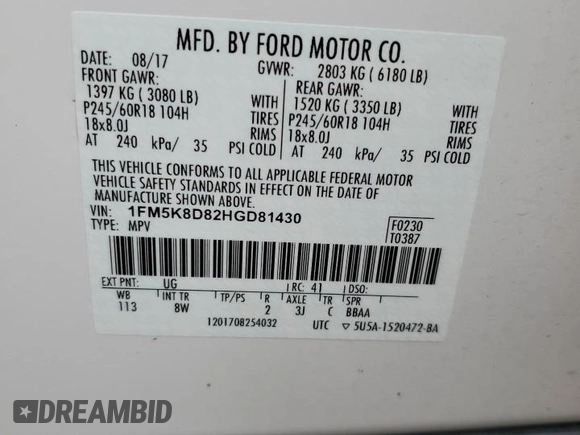 MFD. BY FORD MOTOR CO.
DATE: 08/17 GVWR: 2803 KG ( 6180 LB)
FRONT GAWR: REAR GAWR:
1397 KG ( 3080 LB) WITH 1520 KG ( 3350 LB) WITH
P245/60R18 104H TIRES P245/60R18 104H TIRES
18x8.0J RIMS 18x8.0J RIMS
AT 240 kPa/ 35 PSI COLD AT 240 kPa/ 35 PSI COLD
THIS VEHICLE CONFORMS TO ALL APPLICABLE FEDERAL MOTOR
VEHICLE SAFETY STANDARDS IN EFFECT ON THE DATE OF
MANUFACTURE SHOWN ABOVE.
VIN: 1FM5K8D82HGD81430 F0230
TYPE: MPV T0387
EXT PNT: UG RC: 41 DSO:
WB INT TR TP/PS R AXLE TR SPR
113 8W 2 3J C BBAA
1201708254032 UTC ▽ 5U5A-1520472-BA
DREAMBID